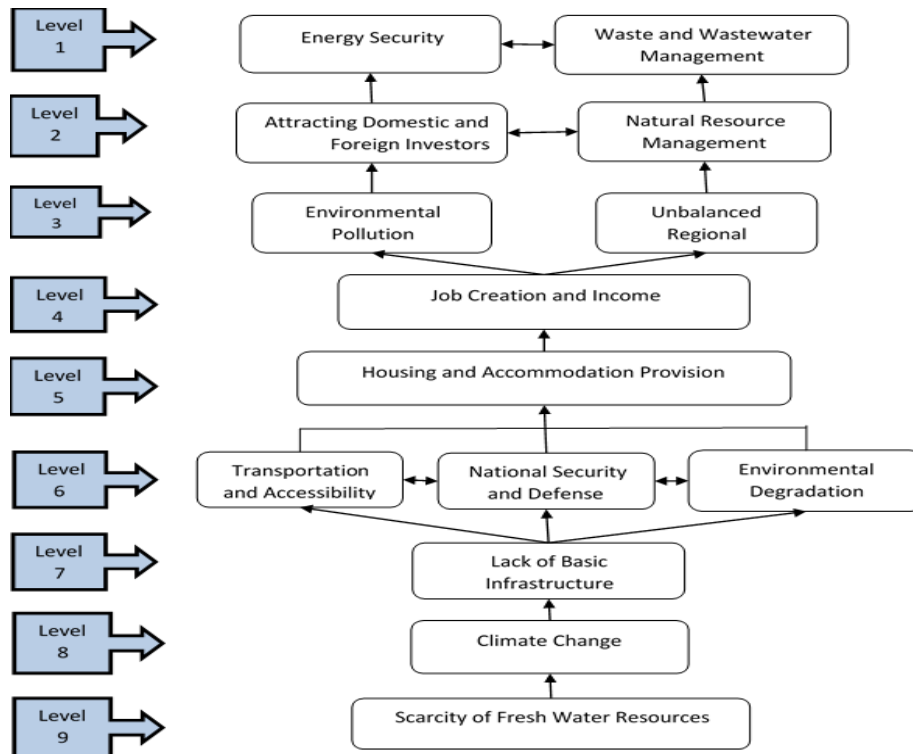 Level
1
Energy Security
Waste and Wastewater
Management
Level
2
Attracting Domestic and
Foreign Investors
Natural Resource
Management
Level
3
Environmental
Pollution
Unbalanced
Regional
Level
4
Job Creation and Income
Level
5
Housing and Accommodation Provision
Level
6
Transportation
and Accessibility
National Security
and Defense
Environmental
Degradation
Level
7
Lack of Basic
Infrastructure
Level
8
Climate Change
Level
9
Scarcity of Fresh Water Resources